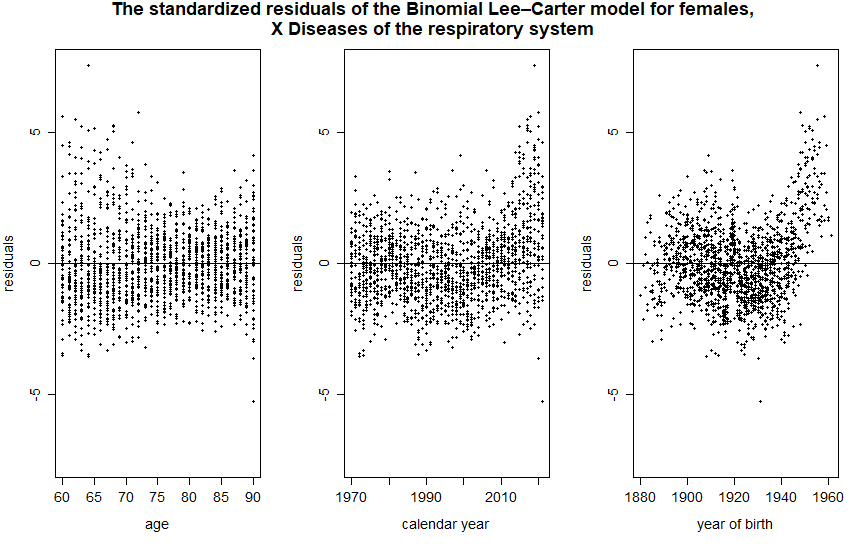 The standardized residuals of the Binomial Lee–Carter model for females,
X Diseases of the respiratory system
residuals
5
0
-5
60 65 70 75 80 85 90
age
residuals
5
0
-5
1970 1990 2010
calendar year
residuals
5
0
-5
1880 1900 1920 1940 1960
year of birth